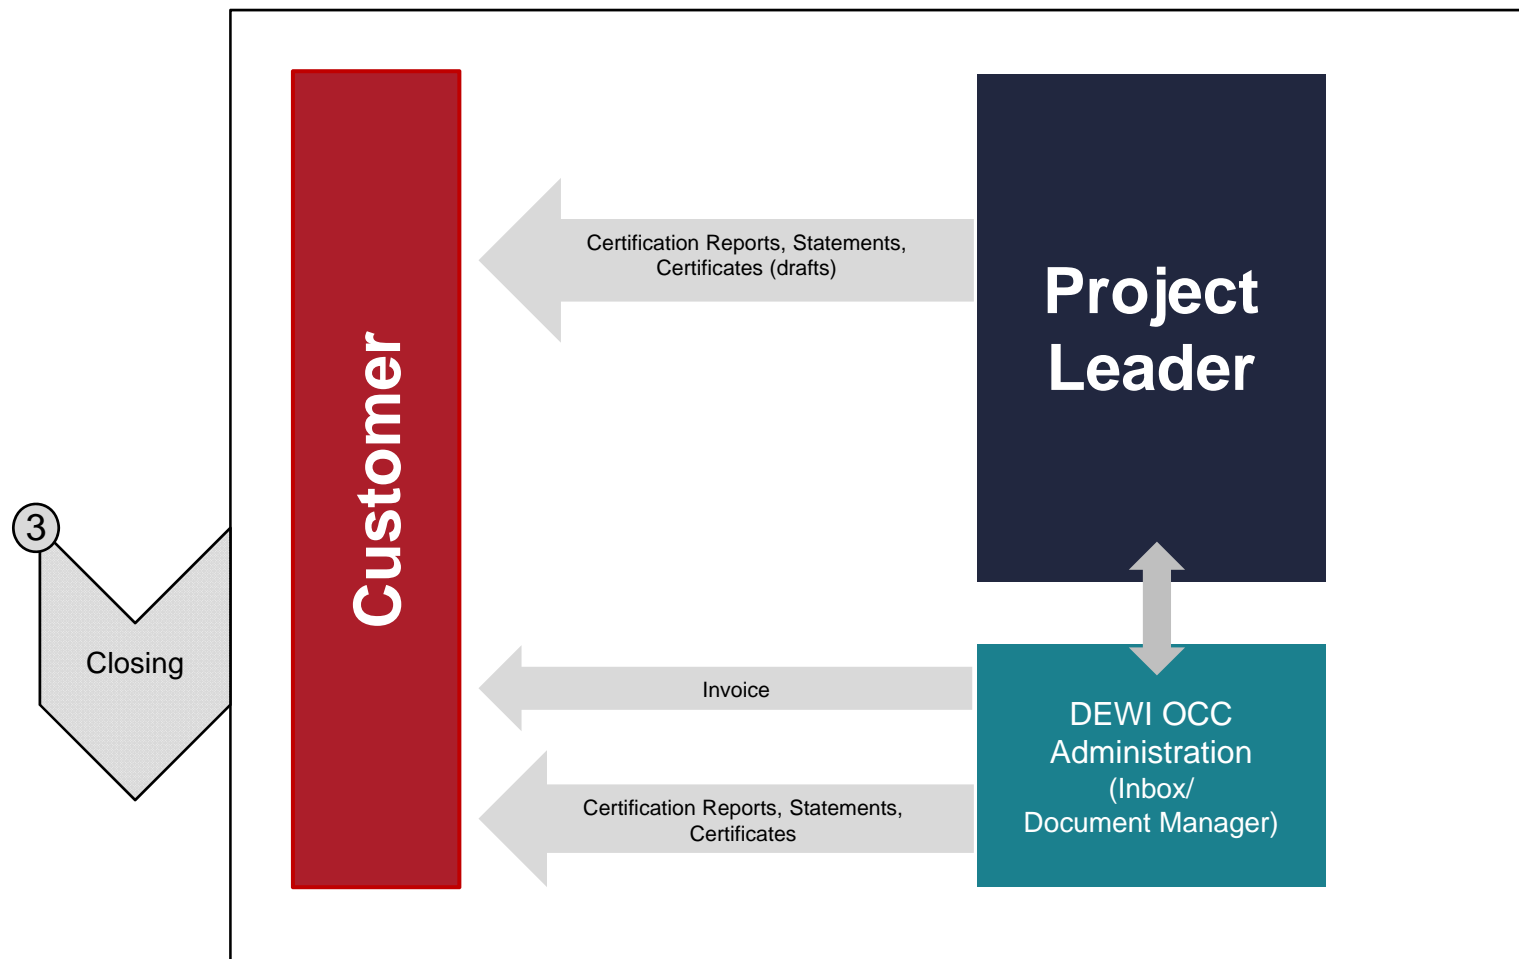 3
Closing
Customer
Certification Reports, Statements,
Certificates (drafts)
Project
Leader
Invoice
Certification Reports, Statements,
Certificates
DEWI OCC
Administration
(Inbox/
Document Manager)